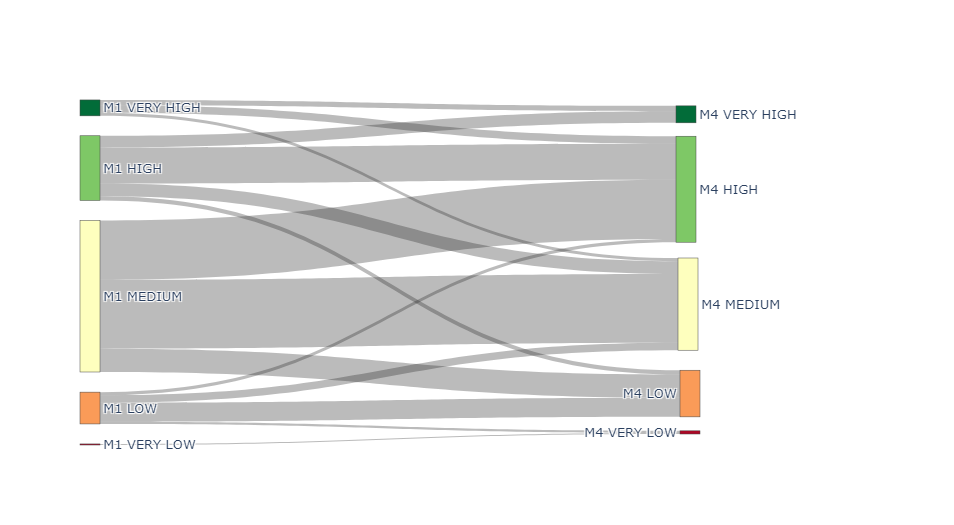 M1 VERY HIGH
M1 HIGH
M1 MEDIUM
M1 LOW
M1 VERY LOW
M4 VERY HIGH
M4 HIGH
M4 MEDIUM
M4 LOW
M4 VERY LOW